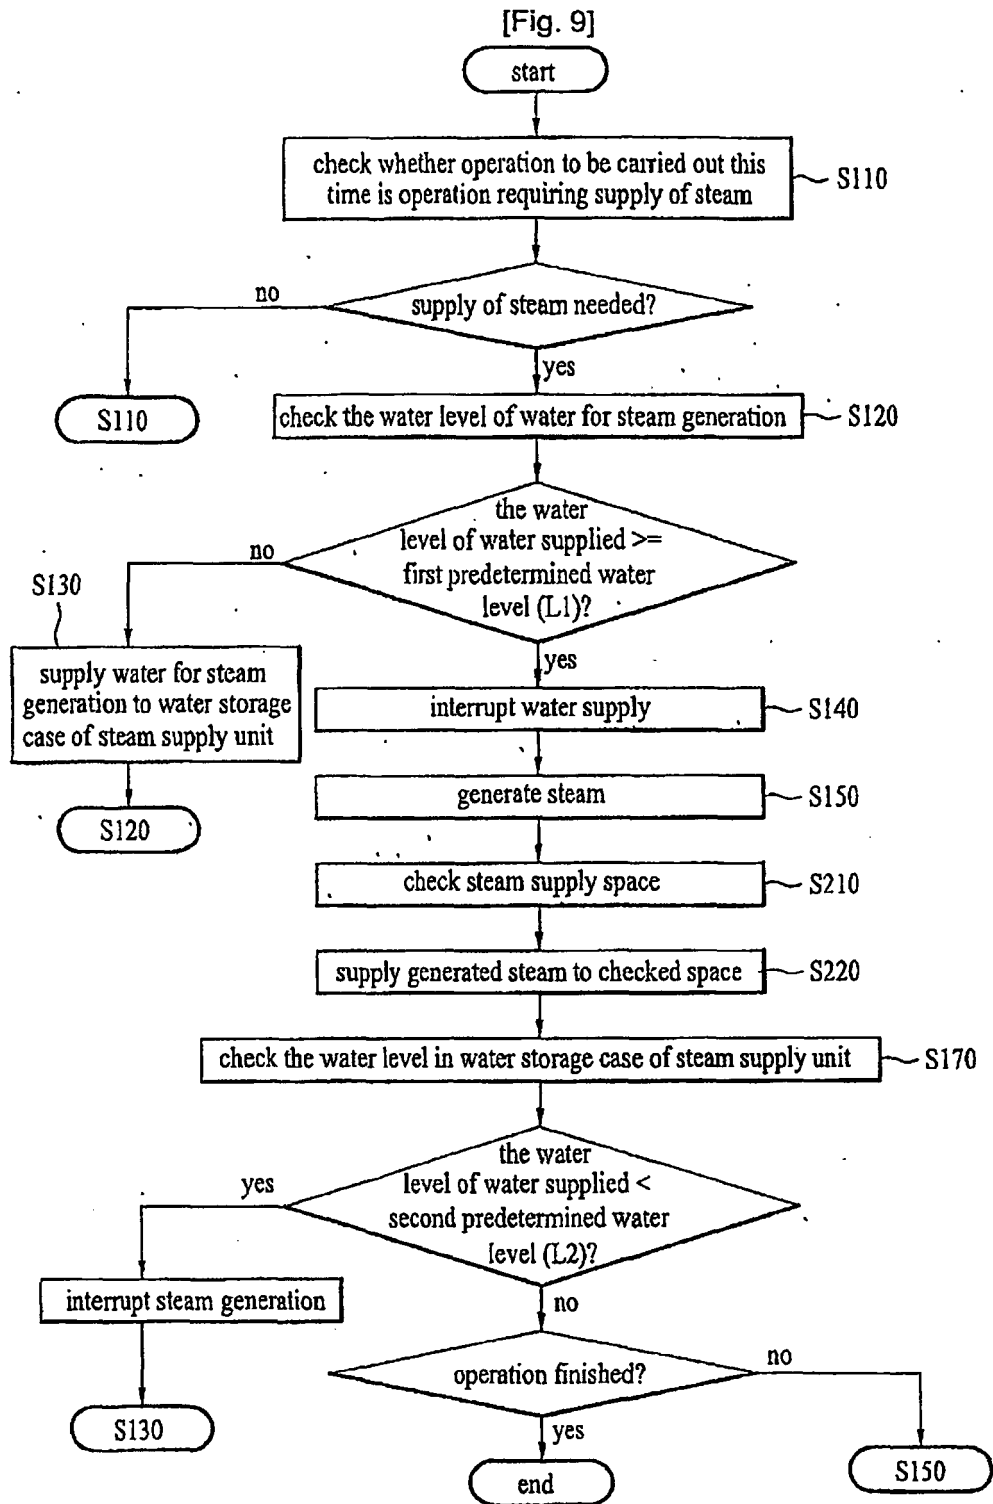 [Fig. 9]
start
check whether operation to be carried out this
time is operation requiring supply of steam
S110
supply of steam needed?
no
yes
S110
check the water level of water for steam generation
S120
the water
level of water supplied >=
first predetermined water
level (L1)?
no
yes
S130
supply water for steam
generation to water storage
case of steam supply unit
S120
interrupt water supply
S140
generate steam
S150
check steam supply space
S210
supply generated steam to checked space
S220
check the water level in water storage case of steam supply unit
S170
the water
level of water supplied <
second predetermined water
level (L2)?
yes
no
interrupt steam generation
S130
operation finished?
no
yes
end
S150